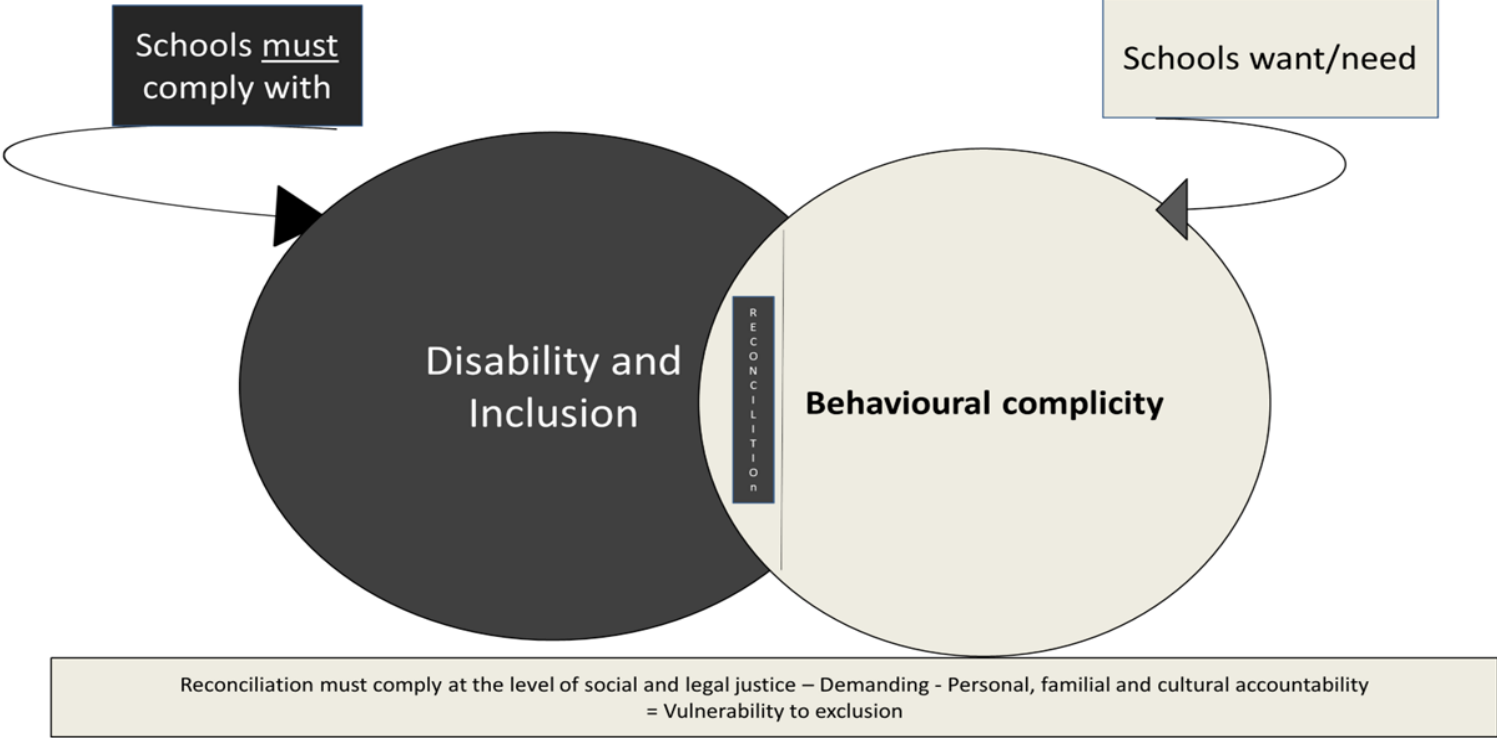 Schools must
comply with
Schools want/need
Disability and
Inclusion
RECONCILITIOn
Behavioural complicity
Reconciliation must comply at the level of social and legal justice – Demanding - Personal, familial and cultural accountability
= Vulnerability to exclusion